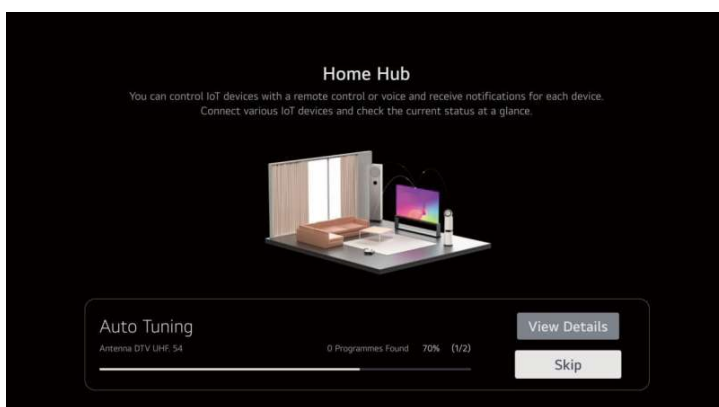 Home Hub
You can control IoT devices with a remote control or voice and receive notifications for each device.
Connect various IoT devices and check the current status at a glance.
Auto Tuning
View Details
Antenna DTV UHF. 54
0 Programmes Found 70% (1/2)
Skip